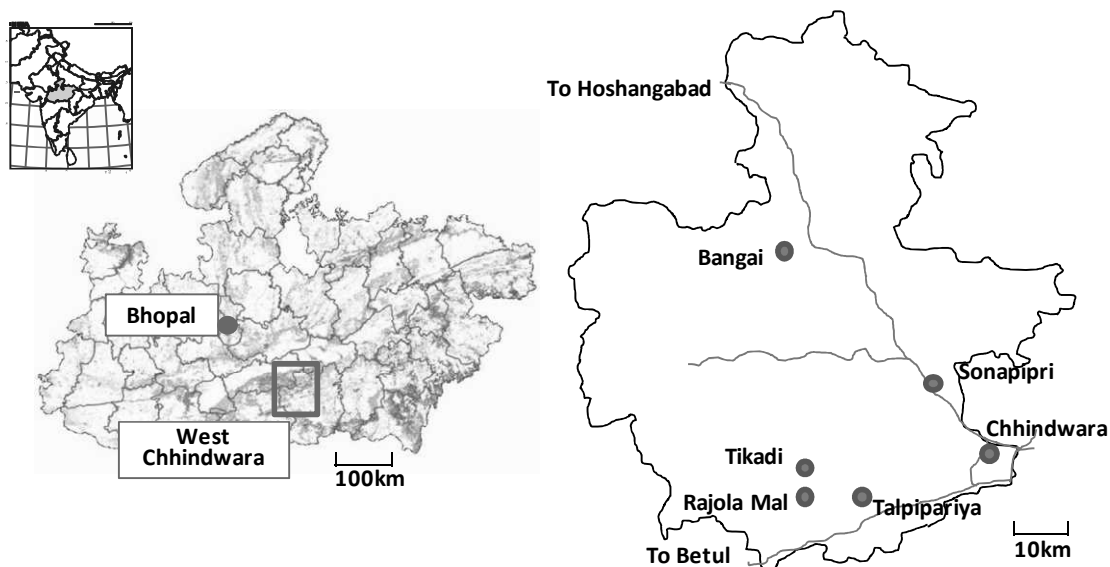 Bhopal
West
Chhindwara
100km
To Hoshangabad
Bangai
Sonapipri
Chhindwara
Tikadi
Rajola Mal
Talpipariya
To Betul
10km